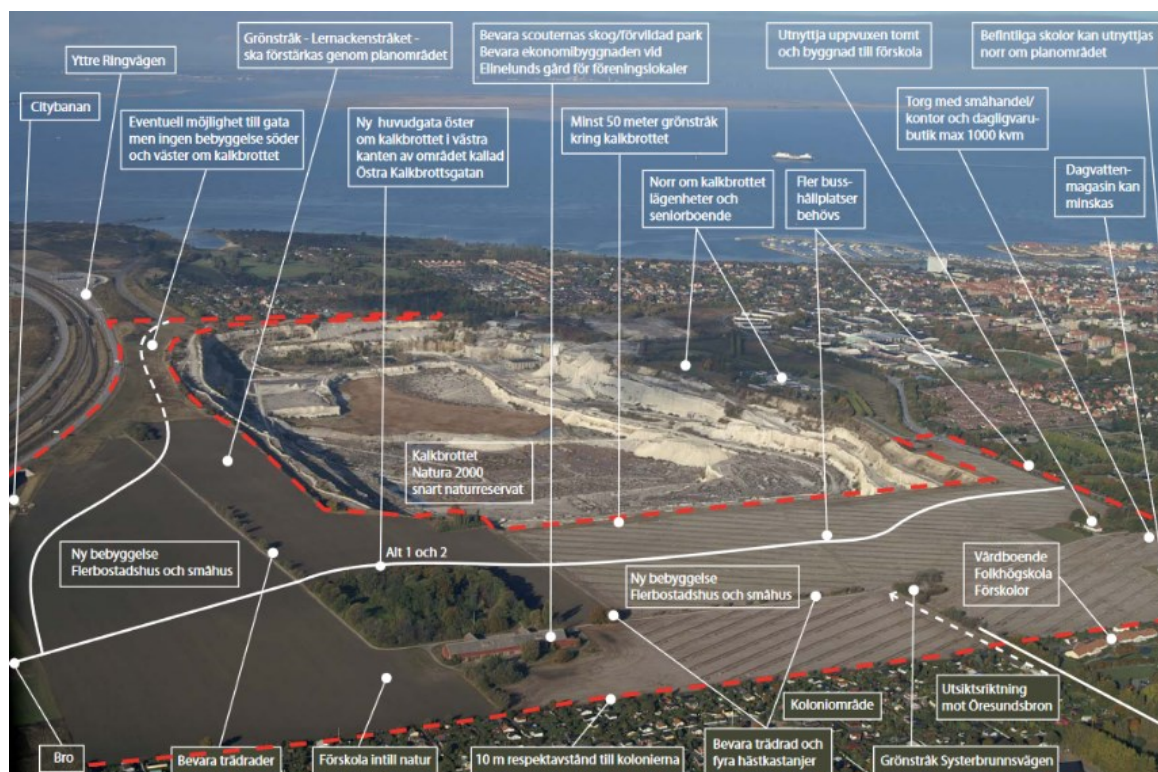 Citybanan
Yttre Ringvägen
Eventuell möjlighet till gata
men ingen bebyggelse söder
och väster om kalkbrottet
Grönstråk - Lernackenstråket -
ska förstärkas genom planområdet
Ny huvudgata öster
om kalkbrottet i västra
kanten av området kallad
Östra Kalkbrottsgatan
Bevara scouternas skog/förvildad park
Bevara ekonomibyggnaden vid
Elinelunds gård för föreningslokaler
Minst 50 meter grönstråk
kring kalkbrottet
Norr om kalkbrottet
lägenheter och
seniorboende
Utnyttja uppvuxen tomt
och byggnad till förskola
Fler buss-
hållplatser
behövs
Befintliga skolor kan utnyttjas
norr om planområdet
Torg med småhandel/
kontor och dagligvaru-
butik max 1000 kvm
Dagvatten-
magasin kan
minskas
Kalkbrottet
Natura 2000
snart naturreservat
Alt 1 och 2
Ny bebyggelse
Flerbostadshus och småhus
Ny bebyggelse
Flerbostadshus och småhus
Vårdboende
Folkhögskola
Förskolor
Koloniområde
Utsiktsriktning
mot Öresundsbron
Bro
Bevara trädrader
Förskola intill natur
10 m respektavstånd till kolonierna
Bevara trädrad och
fyra hästkastanjer
Grönstråk Systerbrunnsvägen